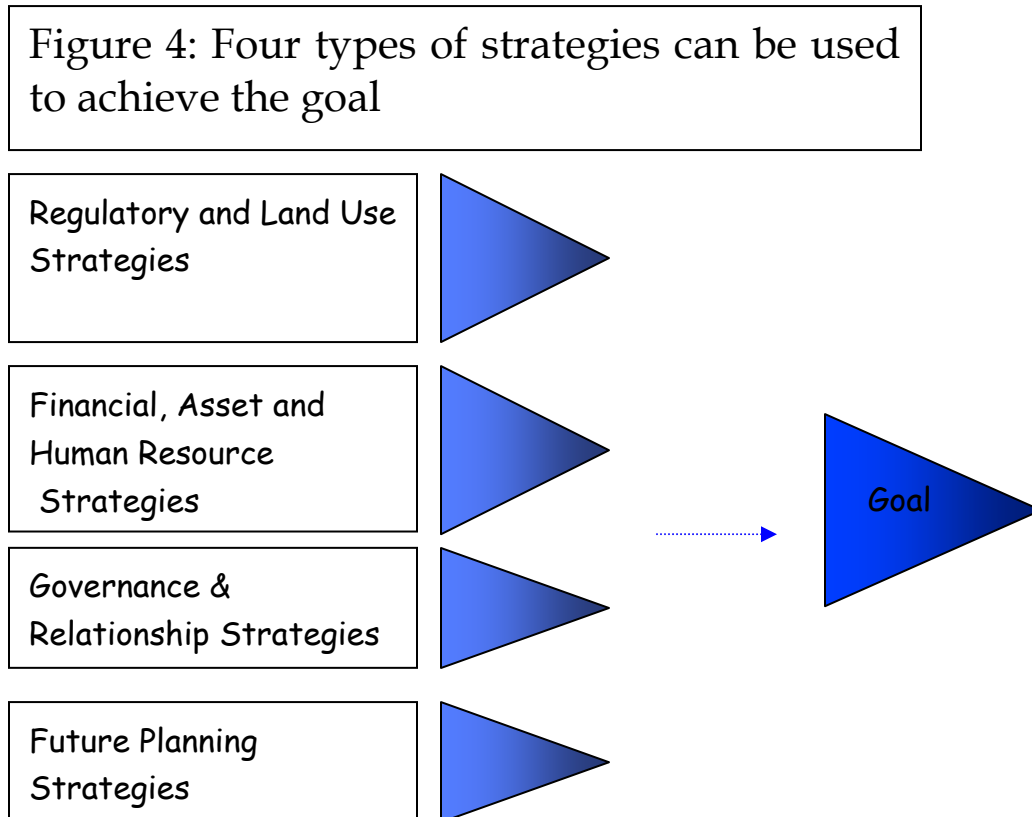 Figure 4: Four types of strategies can be used
to achieve the goal
Regulatory and Land Use
Strategies
Financial, Asset and
Human Resource
Strategies
Governance &
Relationship Strategies
Future Planning
Strategies
Goal